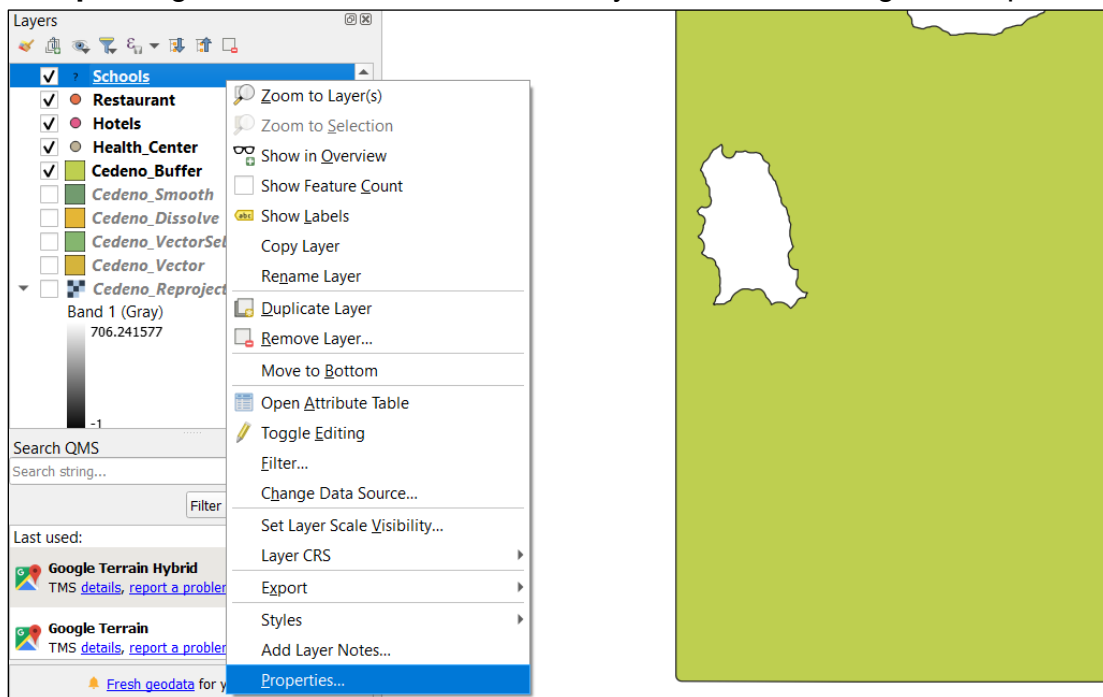 Layers
Schools
Restaurant
Hotels
Health_Center
Cedeno_Buffer
Cedeno_Smooth
Cedeno_Dissolve
Cedeno_VectorSel
Cedeno_Vector
Cedeno_Reproject
Band 1 (Gray)
706.241577
-1
Zoom to Layer(s)
Zoom to Selection
Show in Overview
Show Feature Count
abc Show Labels
Copy Layer
Rename Layer
Duplicate Layer
Remove Layer...
Move to Bottom
Open Attribute Table
Toggle Editing
Filter...
Change Data Source...
Set Layer Scale Visibility...
Layer CRS
Export
Styles
Add Layer Notes...
Properties...
Search QMS
Search string...
Filter
Last used:
Google Terrain Hybrid
TMS details, report a problem
Google Terrain
TMS details, report a problem
Fresh geodata for y